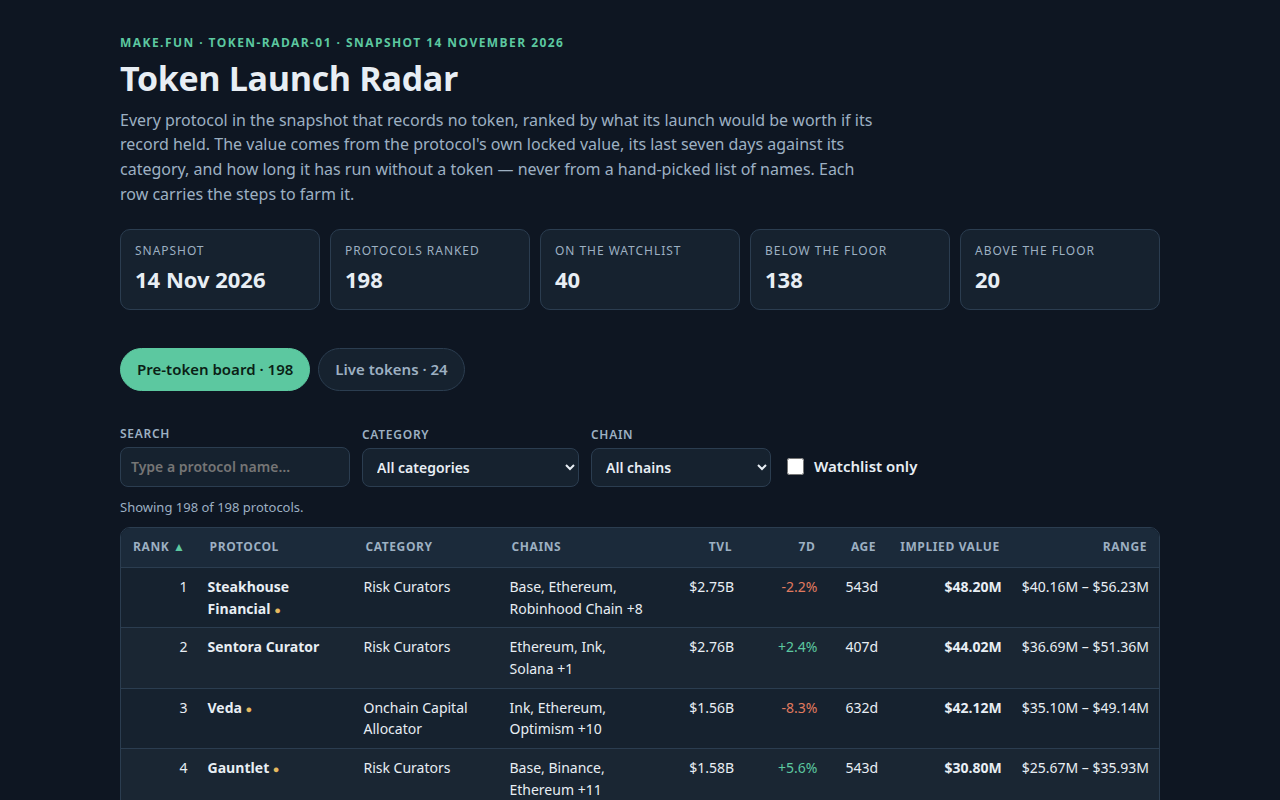 MAKE.FUN · TOKEN-RADAR-01 · SNAPSHOT 14 NOVEMBER 2026
Token Launch Radar
Every protocol in the snapshot that records no token, ranked by what its launch would be worth if its
record held. The value comes from the protocol's own locked value, its last seven days against its
category, and how long it has run without a token — never from a hand-picked list of names. Each
row carries the steps to farm it.
SNAPSHOT PROTOCOLS RANKED ON THE WATCHLIST BELOW THE FLOOR ABOVE THE FLOOR
14 Nov 2026 198 40 138 20
Pre-token board · 198 Live tokens · 24
SEARCH CATEGORY CHAIN
Type a protocol name... All categories All chains Watchlist only
Showing 198 of 198 protocols.
RANK ▲ PROTOCOL CATEGORY CHAINS TVL 7D AGE IMPLIED VALUE RANGE
1 Steakhouse Risk Curators Base, Ethereum, $2.75B -2.2% 543d $48.20M $40.16M – $56.23M
Financial ● Robinhood Chain +8
2 Sentora Curator Risk Curators Ethereum, Ink, $2.76B +2.4% 407d $44.02M $36.69M – $51.36M
Solana +1
3 Veda ● Onchain Capital Ink, Ethereum, $1.56B -8.3% 632d $42.12M $35.10M – $49.14M
Allocator Optimism +10
4 Gauntlet ● Risk Curators Base, Binance, $1.58B +5.6% 543d $30.80M $25.67M – $35.93M
Ethereum +11